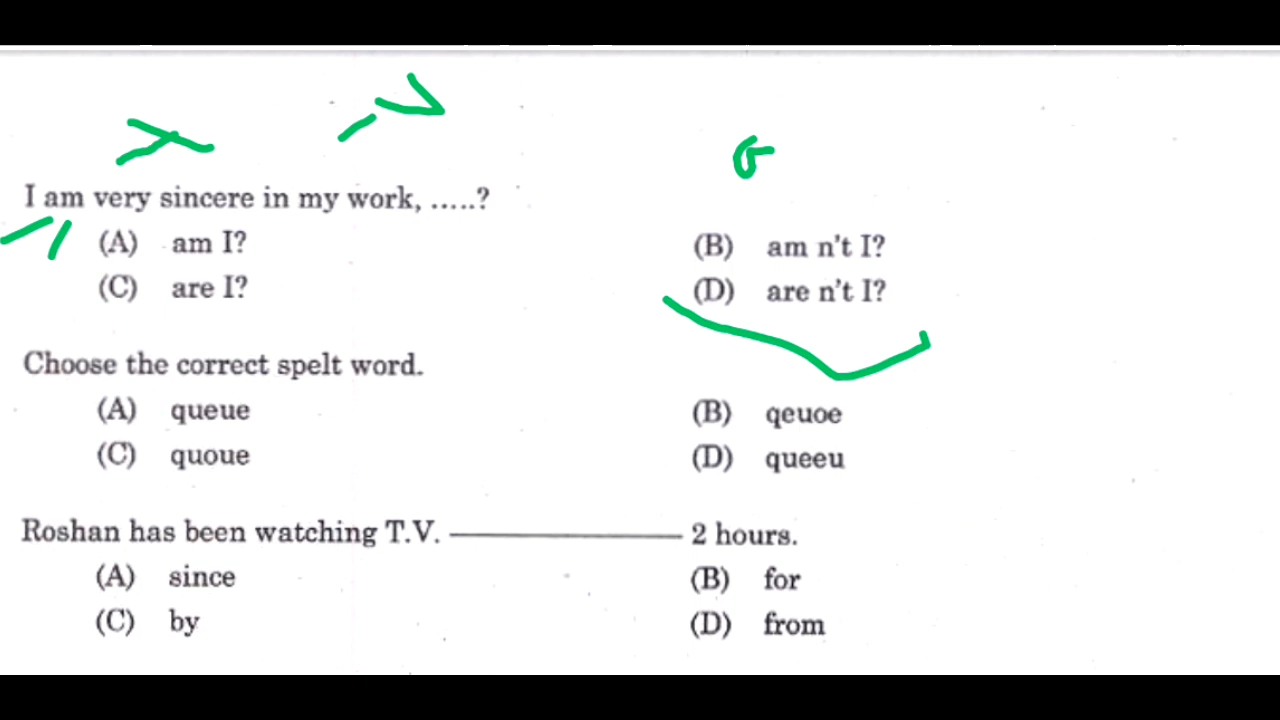 I am very sincere in my work, .....?
(A) am I? (B) am n't I?
(C) are I? (D) are n't I?
Choose the correct spelt word.
(A) queue (B) qeuoe
(C) quoue (D) queeu
Roshan has been watching T.V. ———— 2 hours.
(A) since (B) for
(C) by (D) from